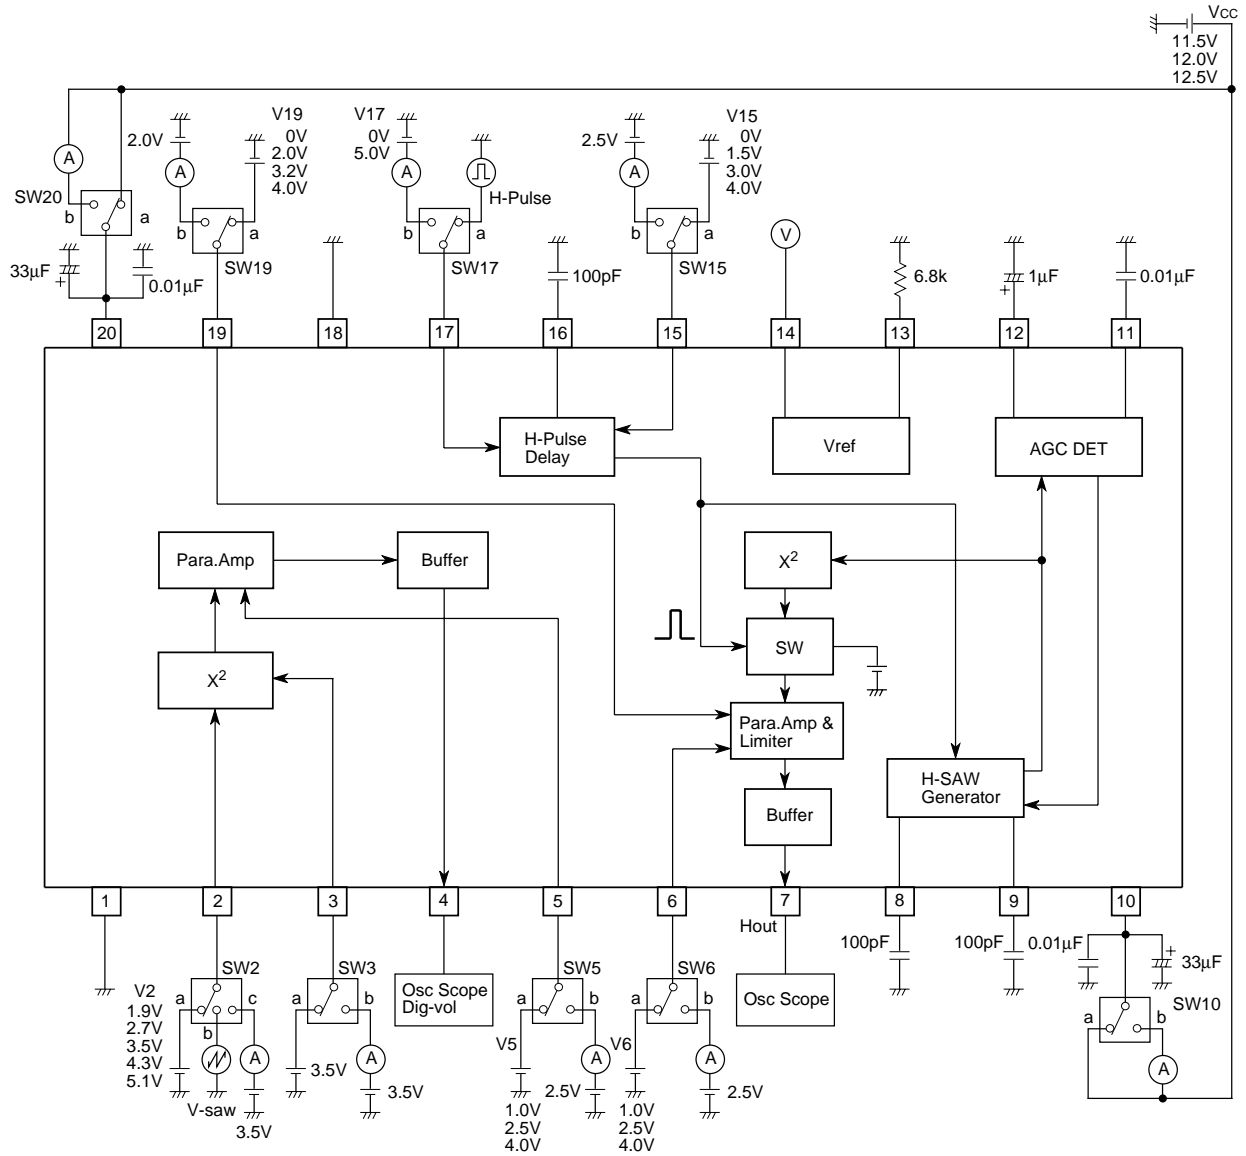 VCC
11.5V
12.0V
12.5V
A
SW20
b
a
33µF
+
0.01µF
2.0V
A
V19
0V
2.0V
3.2V
4.0V
b
a
SW19
V17
0V
5.0V
A
H-Pulse
b
a
SW17
100pF
2.5V
A
V15
0V
1.5V
3.0V
4.0V
b
a
SW15
V
6.8k
1µF
+
0.01µF
20
19
18
17
16
15
14
13
12
11
H-Pulse
Delay
Vref
AGC DET
Para.Amp
Buffer
X2
SW
X2
Para.Amp &
Limiter
H-SAW
Generator
Buffer
1
2
3
4
5
6
7
8
9
10
Hout
SW2
a
c
b
V2
1.9V
2.7V
3.5V
4.3V
5.1V
A
V-saw
3.5V
SW3
a
b
A
3.5V
3.5V
Osc Scope
Dig-vol
SW5
a
b
V5
A
2.5V
1.0V
2.5V
4.0V
SW6
a
b
V6
A
2.5V
1.0V
2.5V
4.0V
Osc Scope
100pF
100pF
0.01µF
+
33µF
SW10
a
b
A